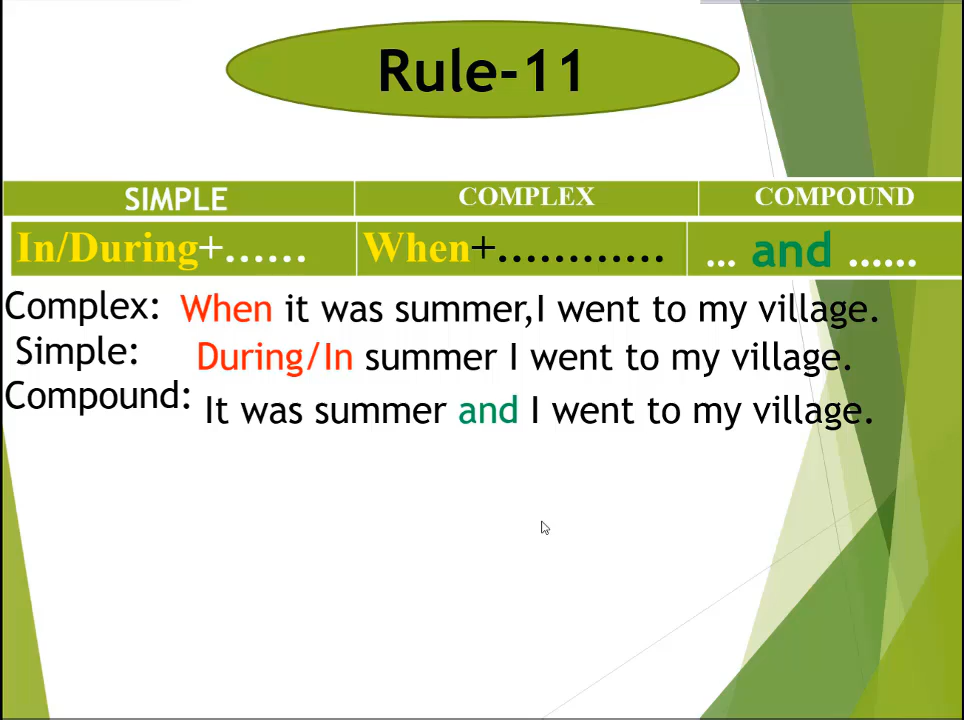 Rule-11
SIMPLE COMPLEX COMPOUND
In/During+...... When+............ ... and ......
Complex: When it was summer,I went to my village.
Simple: During/In summer I went to my village.
Compound: It was summer and I went to my village.